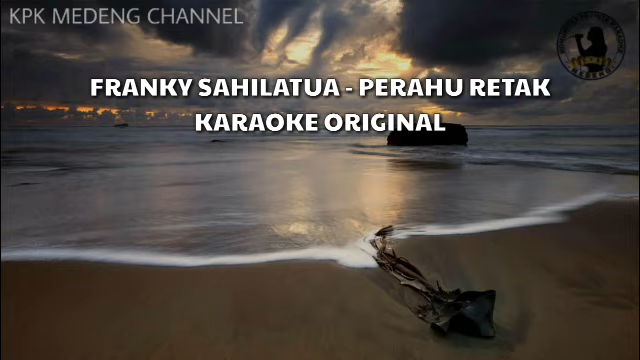 KPK MEDENG CHANNEL
FRANKY SAHILATUA - PERAHU RETAK
KARAOKE ORIGINAL